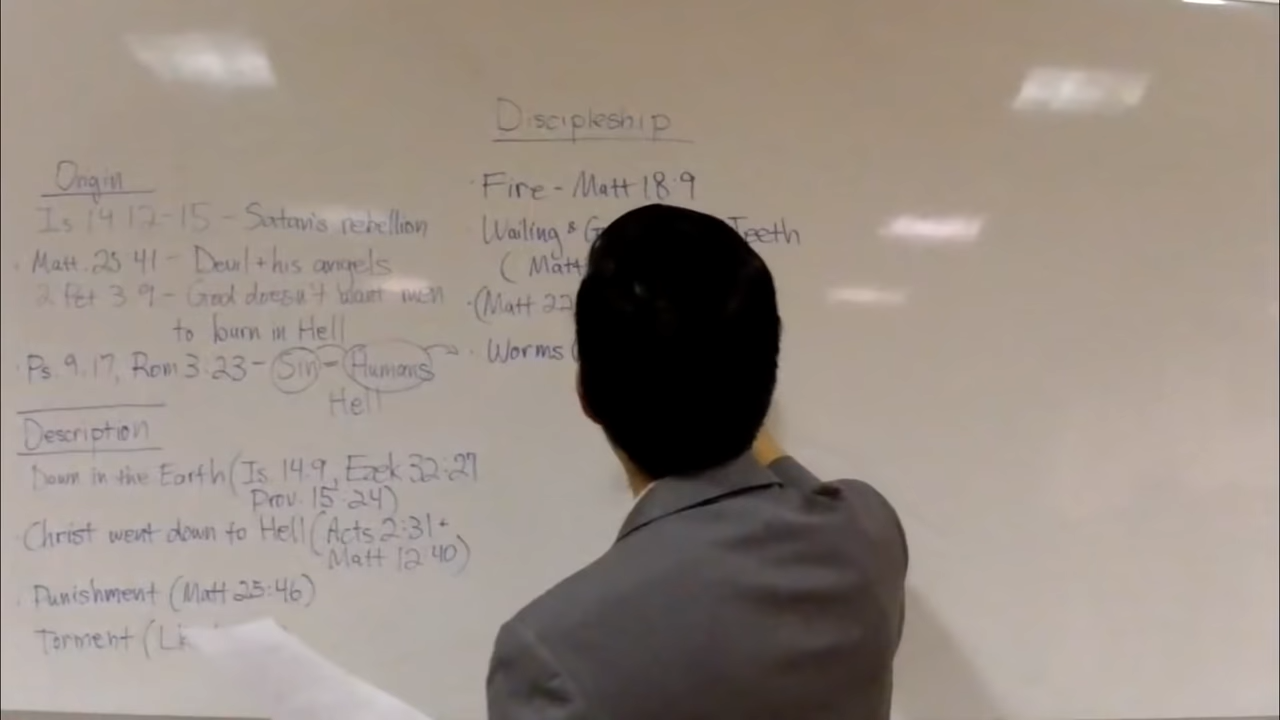 Discipleship
Origin
Is 14 12-15 - Satan's rebellion
· Matt. 25 41 - Devil + his angels
2 Pet 3 9 - God doesn't want men
to burn in Hell
· Ps. 9.17, Rom 3:23 - Sin - Humans
Hell
Description
Down in the Earth (Is. 14.9, Ezek 32:27
Prov. 15:24)
· Christ went down to Hell (Acts 2:31 +
Matt 12:40)
· Punishment (Matt 25:46)
Torment (
· Fire - Matt 18:9
Wailing & Teeth
( Matt
· (Matt 22
· Worms (